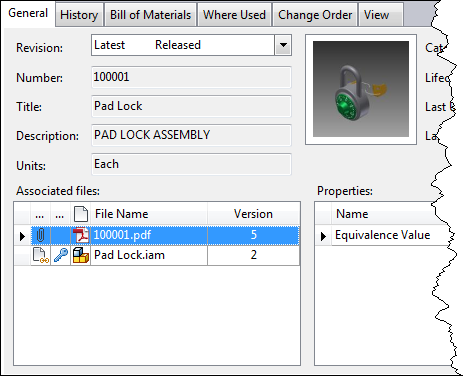 General History Bill of Materials Where Used Change Order View
Revision: Latest Released
Number: 100001
Title: Pad Lock
Description: PAD LOCK ASSEMBLY
Units: Each
Cat
Lifec
Last
La
Associated files:
... ... File Name Version
100001.pdf 5
Pad Lock.iam 2
Properties:
Name
Equivalence Value